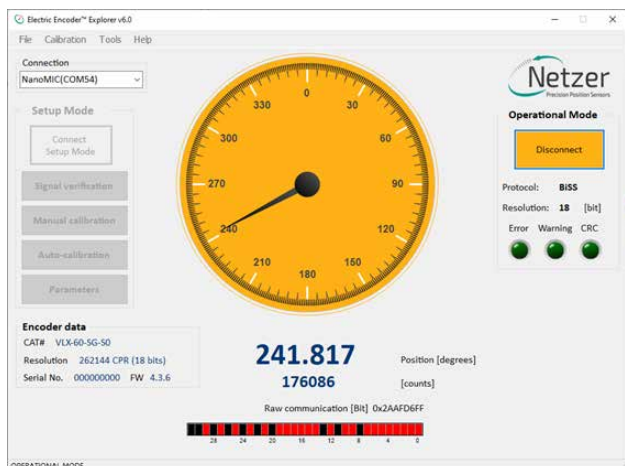 Electric Encoder™ Explorer v6.0
File Calibration Tools Help
Connection
NanoMIC(COM54)
Setup Mode
Connect
Setup Mode
Signal verification
Manual calibration
Auto-calibration
Parameters
0
30
60
90
120
150
180
210
240
270
300
330
Netzer
Precision Position Sensors
Operational Mode
Disconnect
Protocol: BiSS
Resolution: 18 [bit]
Error Warning CRC
Encoder data
CAT# VLX-60-SG-S0
Resolution 262144 CPR (18 bits)
Serial No. 000000000 FW 4.3.6
241.817 Position [degrees]
176086 [counts]
Raw communication [Bit] 0x2AAFD6FF
28 24 20 16 12 8 4 0
OPERATIONAL MODE